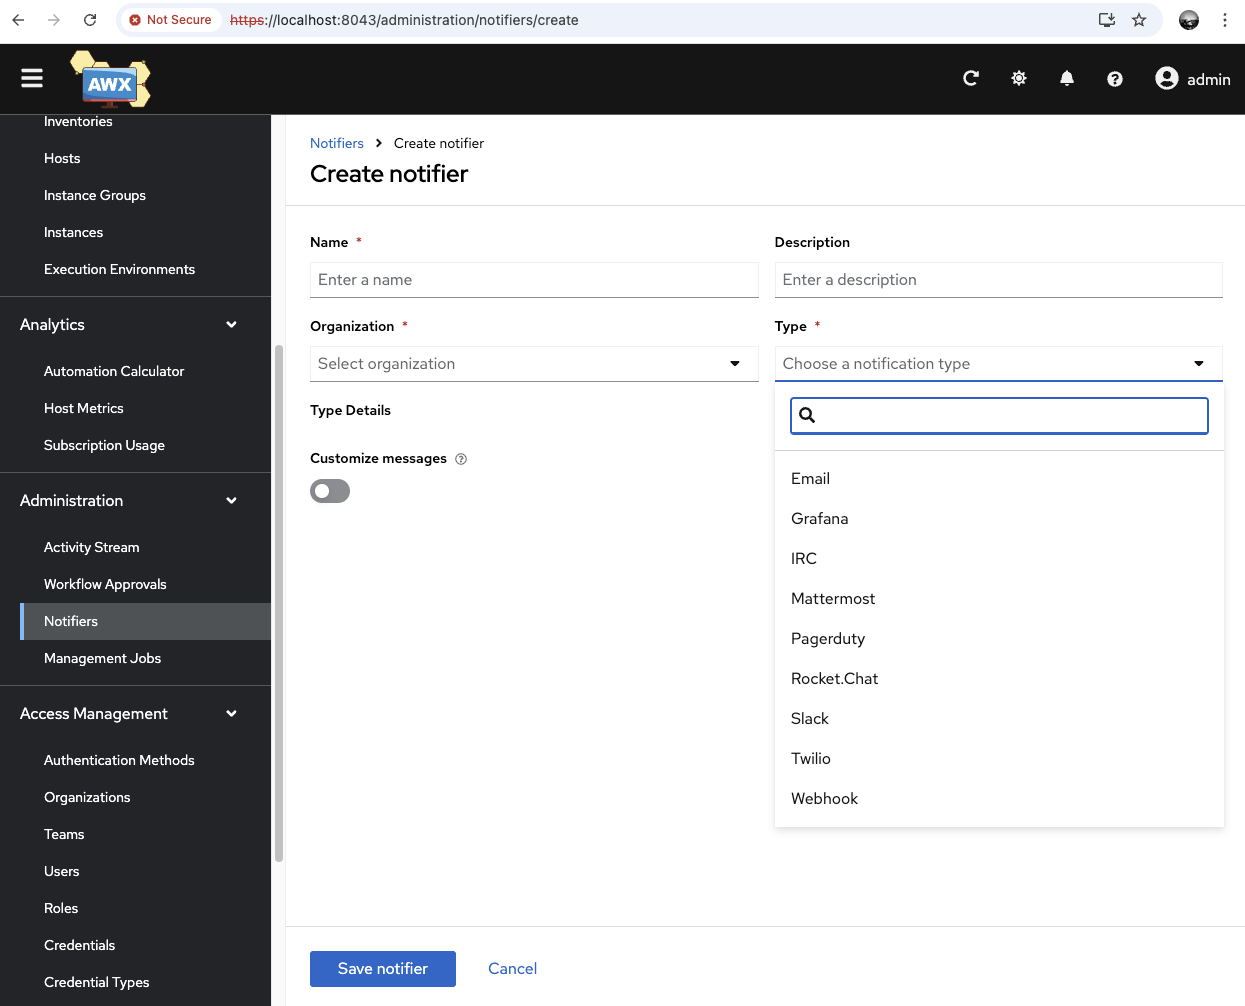 Not Secure https://localhost:8043/administration/notifiers/create
AWX
admin
Inventories
Hosts
Instance Groups
Instances
Execution Environments
Analytics
Automation Calculator
Host Metrics
Subscription Usage
Administration
Activity Stream
Workflow Approvals
Notifiers
Management Jobs
Access Management
Authentication Methods
Organizations
Teams
Users
Roles
Credentials
Credential Types
Notifiers > Create notifier
Create notifier
Name *
Enter a name
Description
Enter a description
Organization *
Select organization
Type *
Choose a notification type
Type Details
Customize messages
Email
Grafana
IRC
Mattermost
Pagerduty
Rocket.Chat
Slack
Twilio
Webhook
Save notifier
Cancel